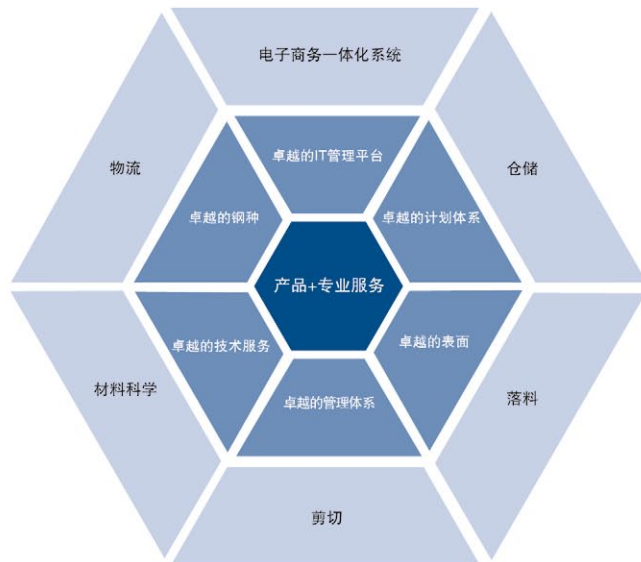 电子商务一体化系统
物流
仓储
卓越的IT管理平台
卓越的钢种
卓越的计划体系
产品+专业服务
卓越的技术服务
卓越的表面
材料科学
落料
卓越的管理体系
剪切